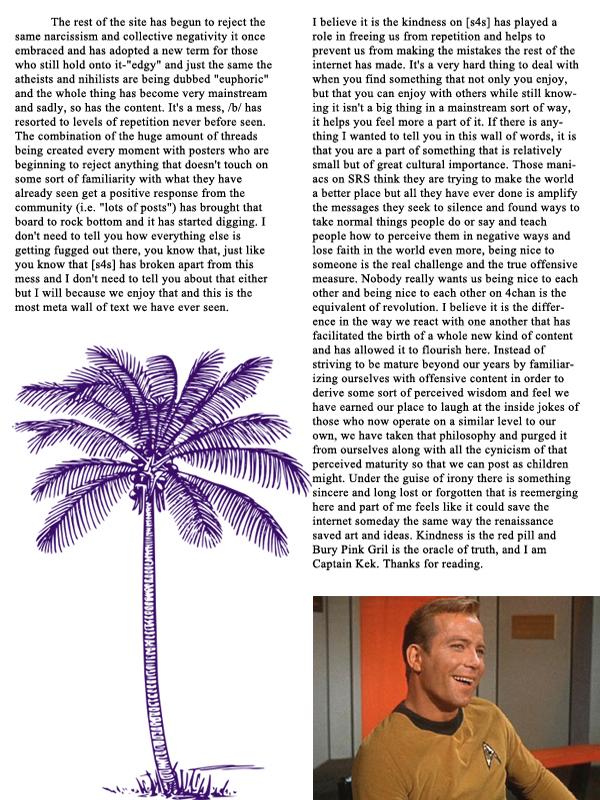 The rest of the site has begun to reject the
same narcissism and collective negativity it once
embraced and has adopted a new term for those
who still hold onto it-"edgy" and just the same the
atheists and nihilists are being dubbed "euphoric"
and the whole thing has become very mainstream
and sadly, so has the content. It's a mess, /b/ has
resorted to levels of repetition never before seen.
The combination of the huge amount of threads
being created every moment with posters who are
beginning to reject anything that doesn't touch on
some sort of familiarity with what they have
already seen get a positive response from the
community (i.e. "lots of posts") has brought that
board to rock bottom and it has started digging. I
don't need to tell you how everything else is
getting fugged out there, you know that, just like
you know that [s4s] has broken apart from this
mess and I don't need to tell you about that either
but I will because we enjoy that and this is the
most meta wall of text we have ever seen.
I believe it is the kindness on [s4s] has played a
role in freeing us from repetition and helps to
prevent us from making the mistakes the rest of the
internet has made. It's a very hard thing to deal with
when you find something that not only you enjoy,
but that you can enjoy with others while still know-
ing it isn't a big thing in a mainstream sort of way,
it helps you feel more a part of it. If there is any-
thing I wanted to tell you in this wall of words, it is
that you are a part of something that is relatively
small but of great cultural importance. Those mani-
acs on SRS think they are trying to make the world
a better place but all they have ever done is amplify
the messages they seek to silence and found ways to
take normal things people do or say and teach
people how to perceive them in negative ways and
lose faith in the world even more, being nice to
someone is the real challenge and the true offensive
measure. Nobody really wants us being nice to each
other and being nice to each other on 4chan is the
equivalent of revolution. I believe it is the differ-
ence in the way we react with one another that has
facilitated the birth of a whole new kind of content
and has allowed it to flourish here. Instead of
striving to be mature beyond our years by familiar-
izing ourselves with offensive content in order to
derive some sort of perceived wisdom and feel we
have earned our place to laugh at the inside jokes of
those who now operate on a similar level to our
own, we have taken that philosophy and purged it
from ourselves along with all the cynicism of that
perceived maturity so that we can post as children
might. Under the guise of irony there is something
sincere and long lost or forgotten that is reemerging
here and part of me feels like it could save the
internet someday the same way the renaissance
saved art and ideas. Kindness is the red pill and
Bury Pink Gril is the oracle of truth, and I am
Captain Kek. Thanks for reading.